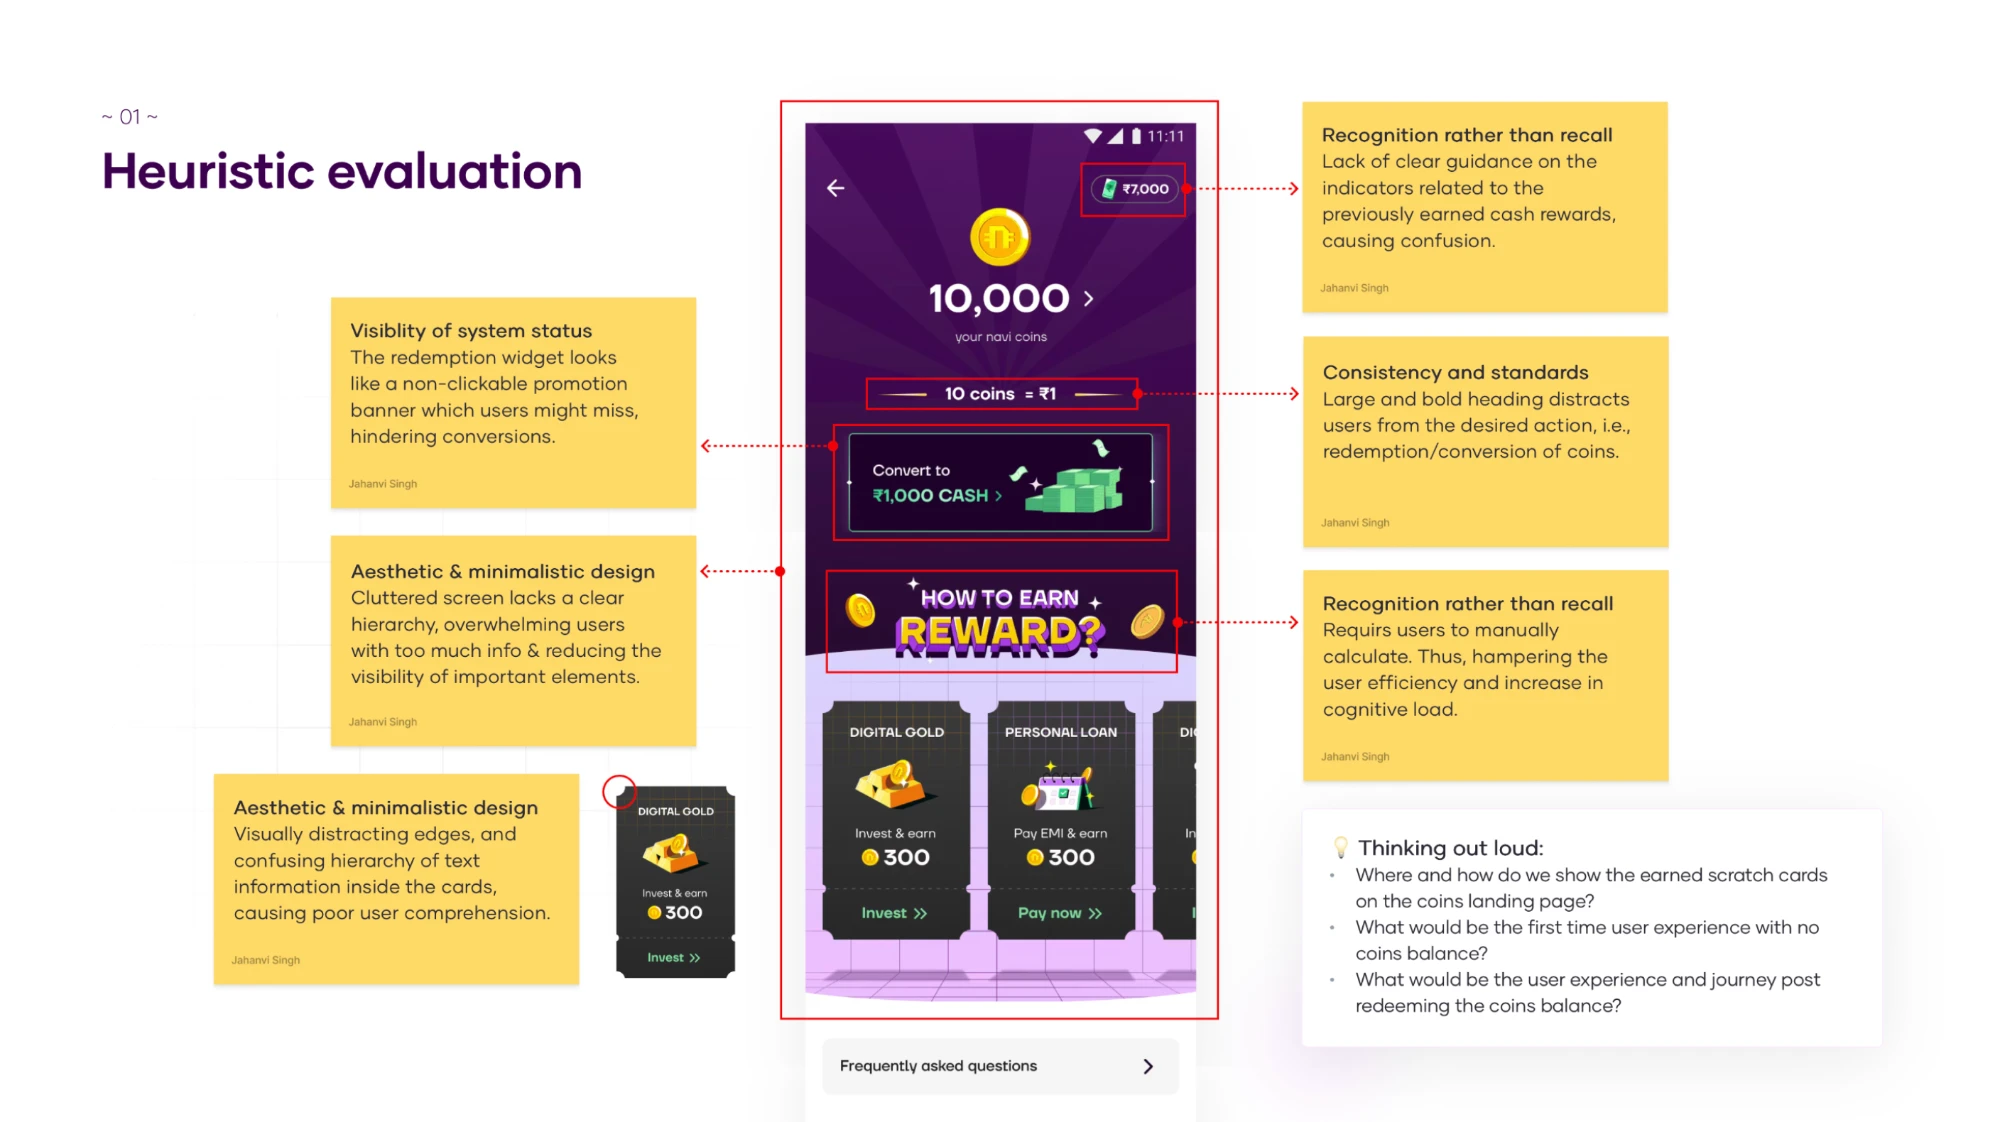 ~ 01 ~
Heuristic evaluation
Visiblity of system status
The redemption widget looks
like a non-clickable promotion
banner which users might miss,
hindering conversions.
Jahanvi Singh
Aesthetic & minimalistic design
Cluttered screen lacks a clear
hierarchy, overwhelming users
with too much info & reducing the
visibility of important elements.
Jahanvi Singh
Aesthetic & minimalistic design
Visually distracting edges, and
confusing hierarchy of text
information inside the cards,
causing poor user comprehension.
Jahanvi Singh
DIGITAL GOLD
Invest & earn
300
Invest >>
11:11
₹7,000
10,000 >
your navi coins
10 coins = ₹1
Convert to
₹1,000 CASH >
HOW TO EARN
REWARD?
DIGITAL GOLD
Invest & earn
300
Invest >>
PERSONAL LOAN
Pay EMI & earn
300
Pay now >>
DI
In
Frequently asked questions
Recognition rather than recall
Lack of clear guidance on the
indicators related to the
previously earned cash rewards,
causing confusion.
Jahanvi Singh
Consistency and standards
Large and bold heading distracts
users from the desired action, i.e.,
redemption/conversion of coins.
Jahanvi Singh
Recognition rather than recall
Requirs users to manually
calculate. Thus, hampering the
user efficiency and increase in
cognitive load.
Jahanvi Singh
Thinking out loud:
• Where and how do we show the earned scratch cards
on the coins landing page?
• What would be the first time user experience with no
coins balance?
• What would be the user experience and journey post
redeeming the coins balance?